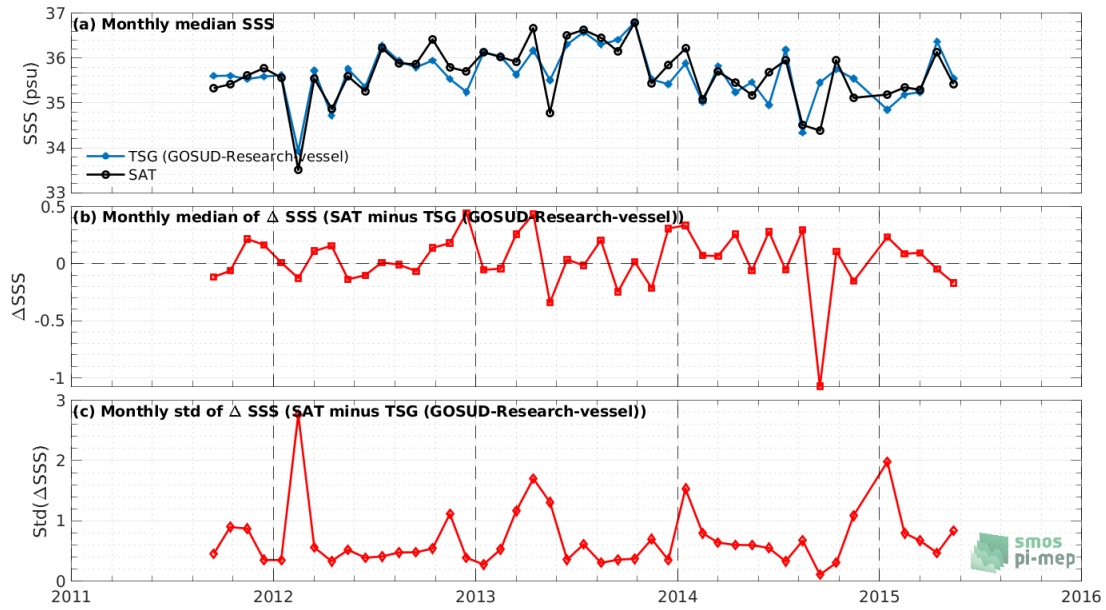 (a) Monthly median SSS
SSS (psu)
37
36
35
34
33
TSG (GOSUD-Research-vessel)
SAT
(b) Monthly median of Δ SSS (SAT minus TSG (GOSUD-Research-vessel))
ΔSSS
0.5
0
-0.5
-1
(c) Monthly std of Δ SSS (SAT minus TSG (GOSUD-Research-vessel))
Std(ΔSSS)
3
2
1
0
smos
pi-mep
2011 2012 2013 2014 2015 2016